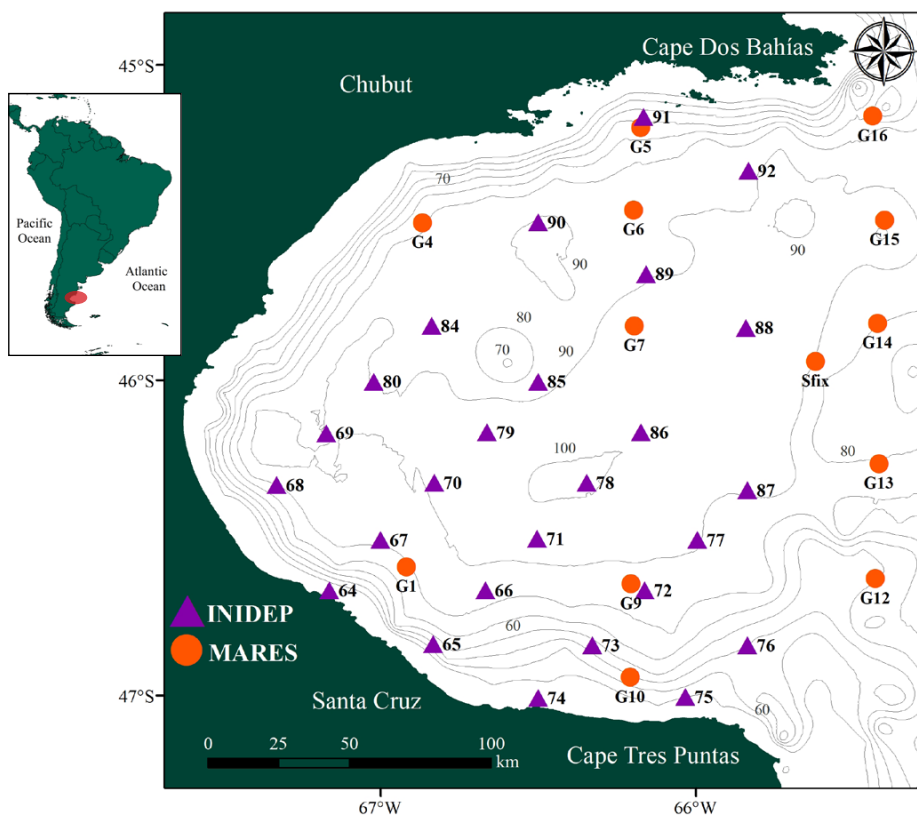 Cape Dos Bahías
45°S
Chubut
91
G5
G16
92
70
Pacific
Ocean
Atlantic
Ocean
G4
90
G6
G15
90
90
89
80
84
88
G7
G14
70
90
Sfix
46°S
80
85
69
79
86
100
80
G13
68
70
78
87
67
71
77
G1
64
66
G9
72
G12
INIDEP
60
MARES
65
73
76
47°S
Santa Cruz
74
G10
75
60
0 25 50 100
km
Cape Tres Puntas
67°W 66°W